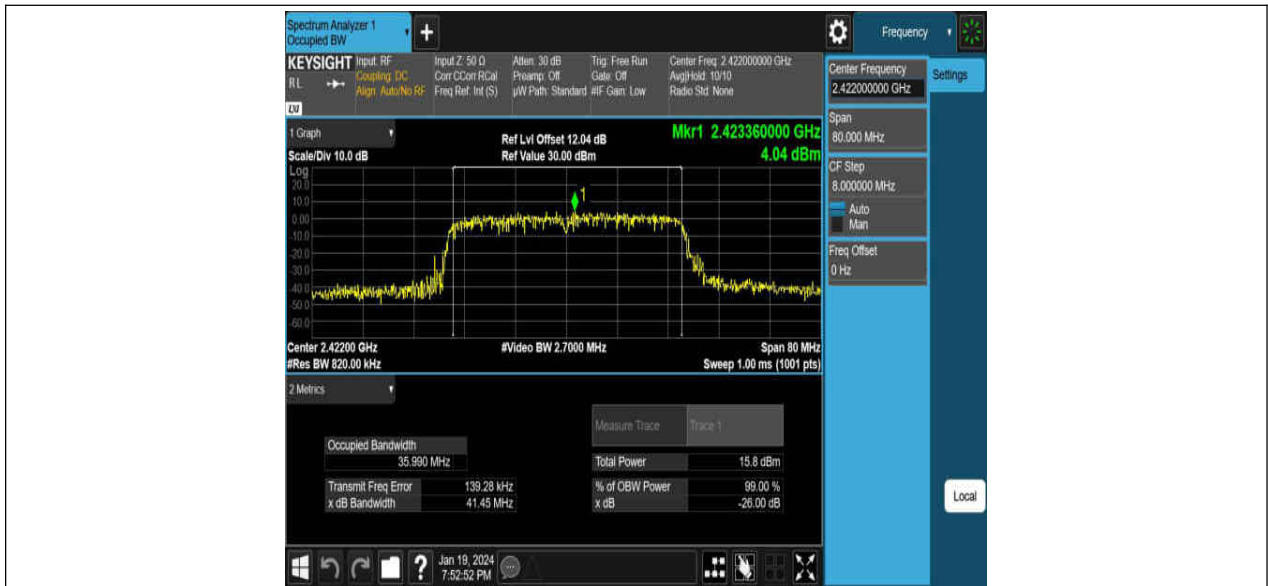 Spectrum Analyzer 1
Occupied BW
Frequency
KEYSIGHT Input: RF Input Z: 50 Ω Atten: 30 dB Trig: Free Run Center Freq: 2.422000000 GHz
RL Coupling: DC Corr CCorr RCal Preamp: Off Gate: Off Avg|Hold: 10/10
Align: Auto/No RF Freq Ref: Int (S) µW Path: Standard #IF Gain: Low Radio Std: None
LXI
Center Frequency
2.422000000 GHz
Settings
Span
80.000 MHz
CF Step
8.000000 MHz
Auto
Man
Freq Offset
0 Hz
1 Graph
Ref Lvl Offset 12.04 dB
Mkr1 2.423360000 GHz
Scale/Div 10.0 dB
Ref Value 30.00 dBm
4.04 dBm
Log
20.0
10.0
0.00
-10.0
-20.0
-30.0
-40.0
-50.0
-60.0
1
Center 2.42200 GHz
#Video BW 2.7000 MHz
Span 80 MHz
#Res BW 820.00 kHz
Sweep 1.00 ms (1001 pts)
2 Metrics
Measure Trace Trace 1
Occupied Bandwidth
35.990 MHz
Total Power 15.8 dBm
Transmit Freq Error 139.28 kHz
% of OBW Power 99.00 %
x dB Bandwidth 41.45 MHz
x dB -26.00 dB
Local
?
Jan 19, 2024
7:52:52 PM